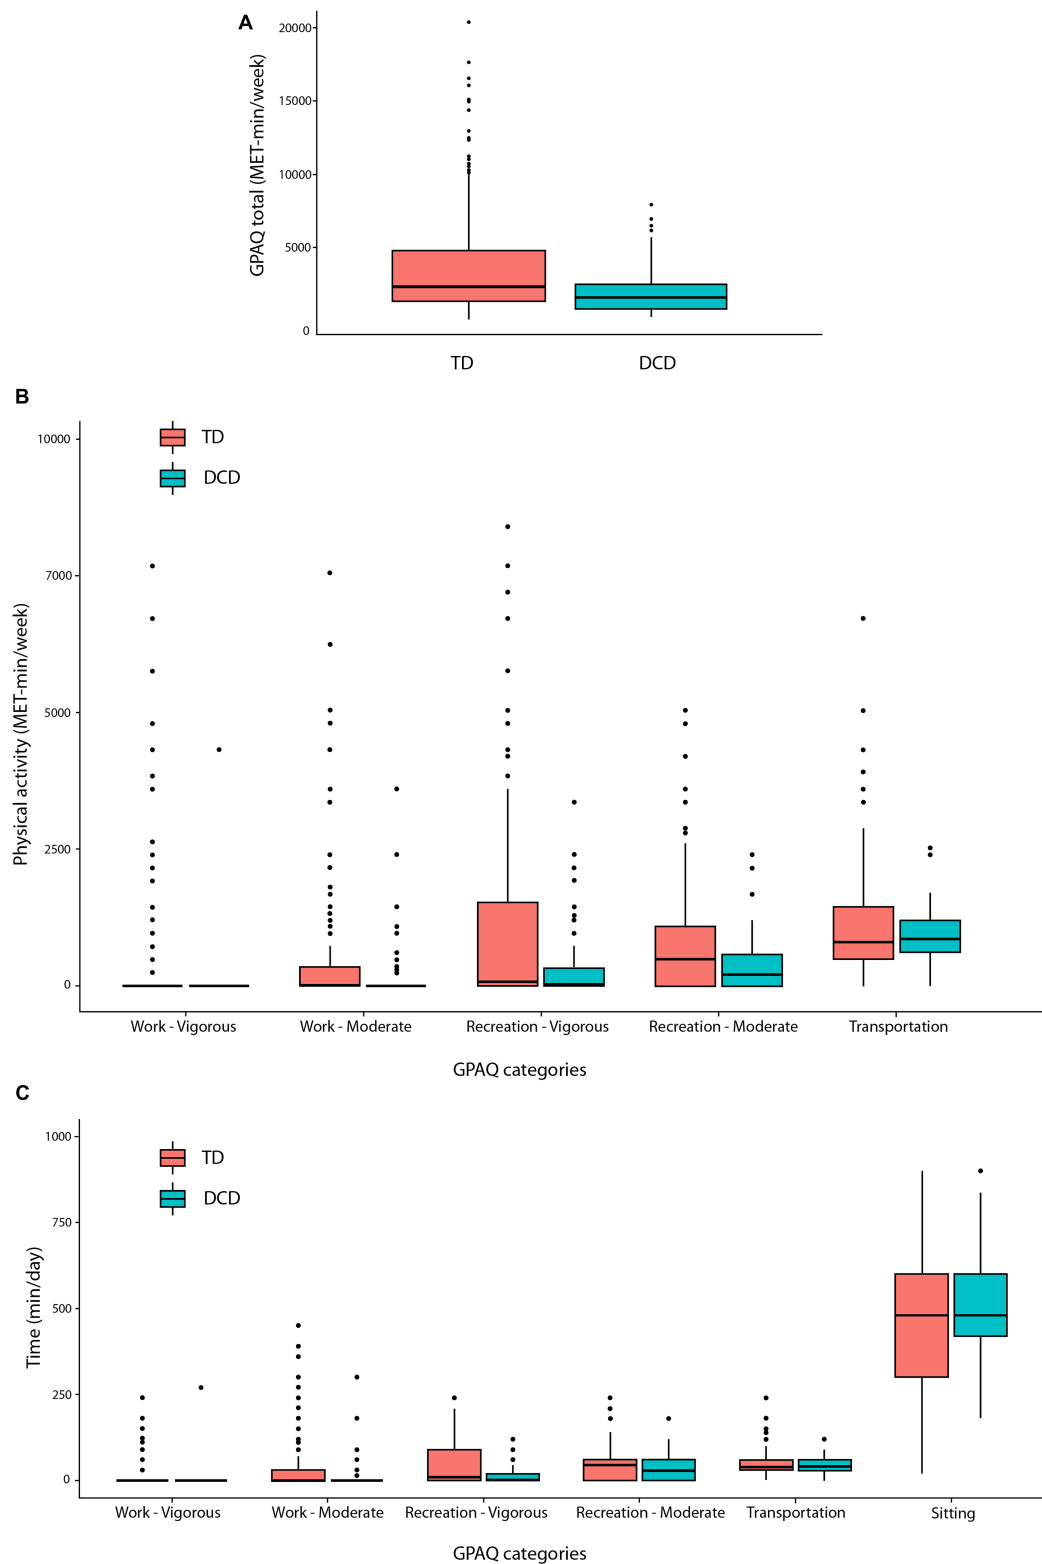 A
GPAQ total (MET-min/week)
20000
15000
10000
5000
0
TD
DCD
B
TD
DCD
Physical activity (MET-min/week)
10000
7000
5000
2500
0
Work - Vigorous
Work - Moderate
Recreation - Vigorous
Recreation - Moderate
Transportation
GPAQ categories
C
TD
DCD
Time (min/day)
1000
750
500
250
0
Work - Vigorous
Work - Moderate
Recreation - Vigorous
Recreation - Moderate
Transportation
Sitting
GPAQ categories